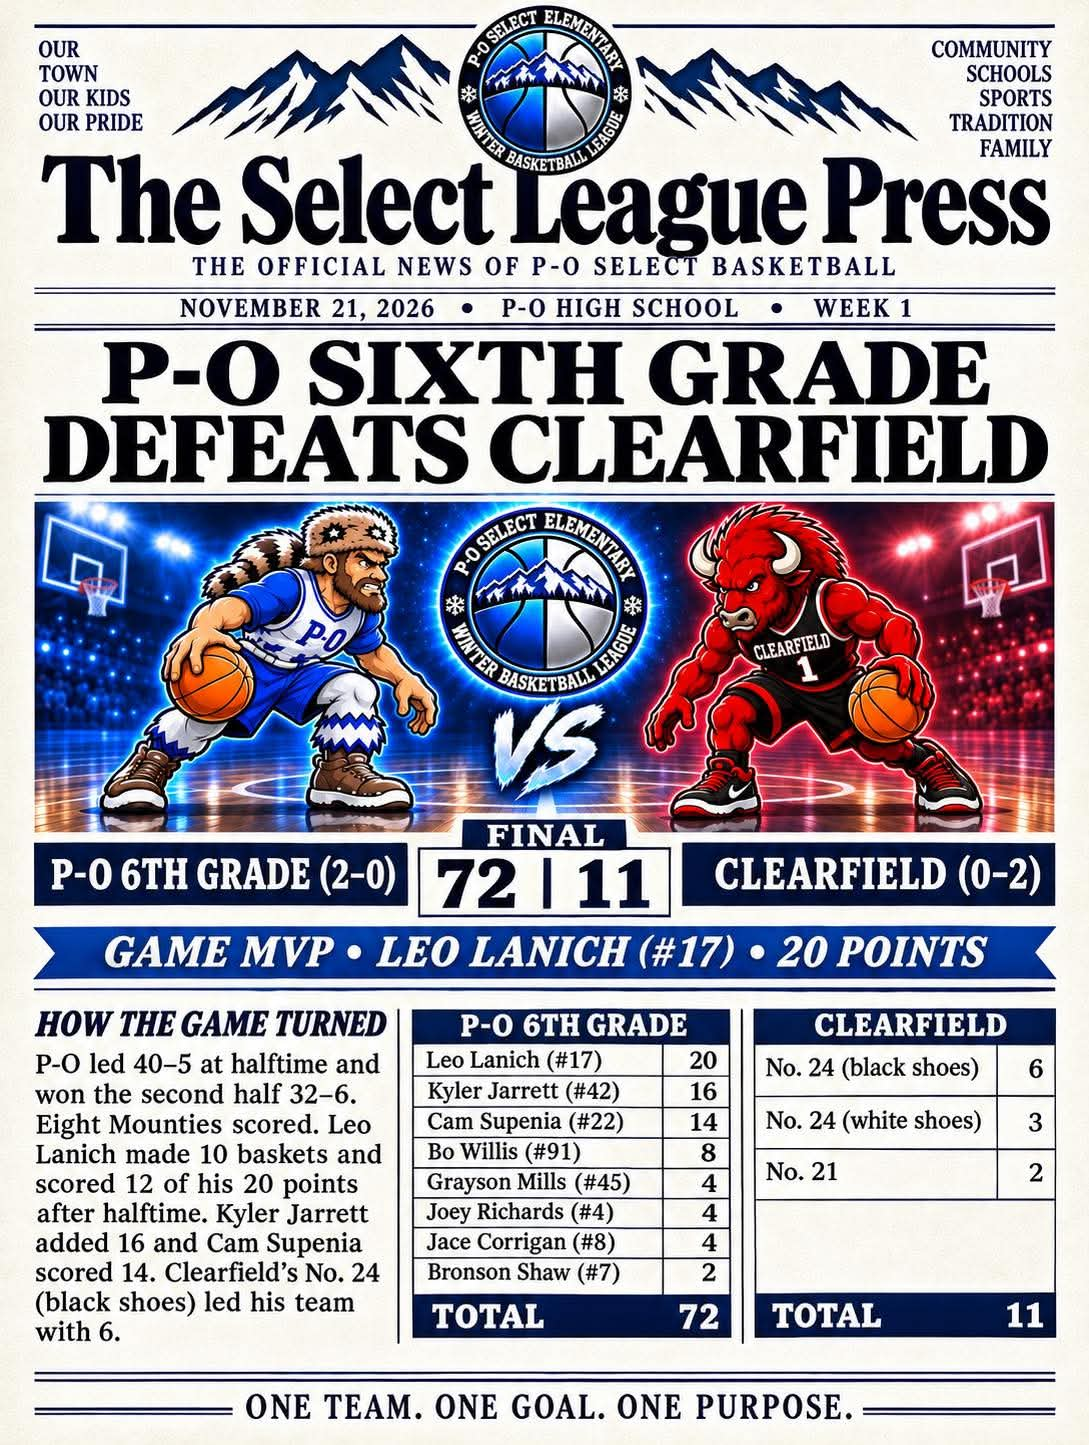 OUR
TOWN
OUR KIDS
OUR PRIDE
P-O SELECT ELEMENTARY
WINTER BASKETBALL LEAGUE
COMMUNITY
SCHOOLS
SPORTS
TRADITION
FAMILY
The Select League Press
THE OFFICIAL NEWS OF P-O SELECT BASKETBALL
NOVEMBER 21, 2026 • P-O HIGH SCHOOL • WEEK 1
P-O SIXTH GRADE
DEFEATS CLEARFIELD
P-O SELECT ELEMENTARY
WINTER BASKETBALL LEAGUE
P-O
CLEARFIELD
1
VS
FINAL
P-O 6TH GRADE (2-0)
72 | 11
CLEARFIELD (0-2)
GAME MVP • LEO LANICH (#17) • 20 POINTS
HOW THE GAME TURNED
P-O led 40–5 at halftime and
won the second half 32–6.
Eight Mounties scored. Leo
Lanich made 10 baskets and
scored 12 of his 20 points
after halftime. Kyler Jarrett
added 16 and Cam Supenia
scored 14. Clearfield's No. 24
(black shoes) led his team
with 6.
P-O 6TH GRADE
Leo Lanich (#17) 20
Kyler Jarrett (#42) 16
Cam Supenia (#22) 14
Bo Willis (#91) 8
Grayson Mills (#45) 4
Joey Richards (#4) 4
Jace Corrigan (#8) 4
Bronson Shaw (#7) 2
TOTAL 72
CLEARFIELD
No. 24 (black shoes) 6
No. 24 (white shoes) 3
No. 21 2
TOTAL 11
ONE TEAM. ONE GOAL. ONE PURPOSE.